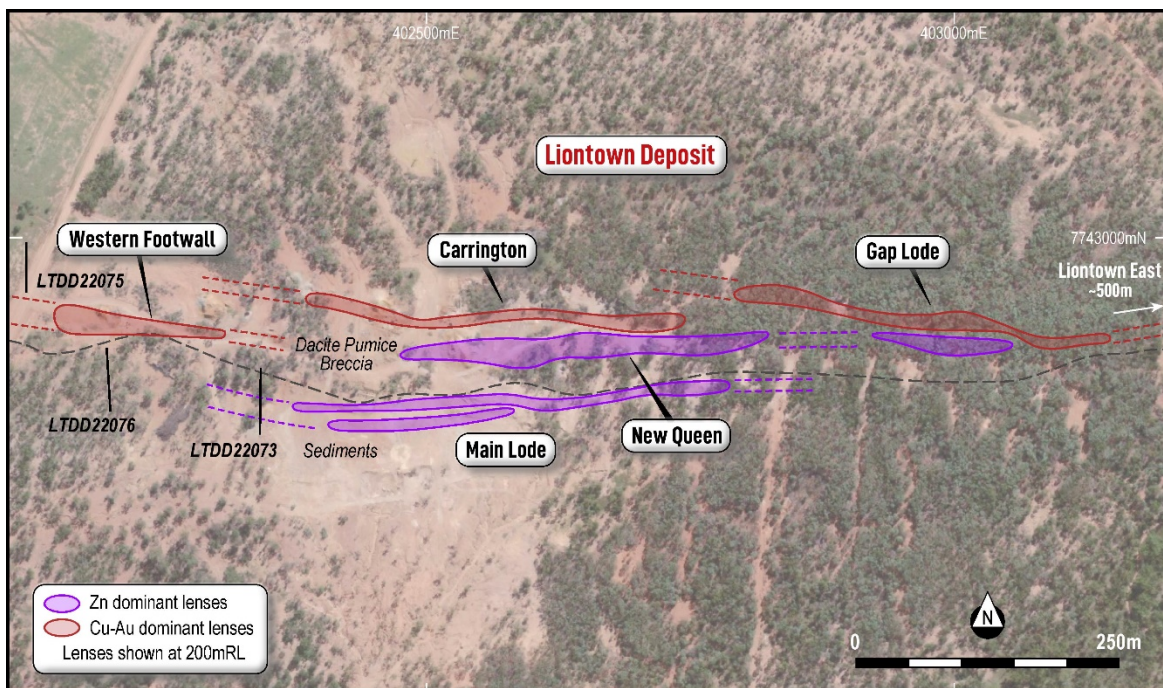 402500mE
403000mE
Liontown Deposit
Western Footwall
Carrington
Gap Lode
7743000mN
Liontown East
~500m
LTDD22075
Dacite Pumice
Breccia
LTDD22076
LTDD22073
Sediments
Main Lode
New Queen
Zn dominant lenses
Cu-Au dominant lenses
Lenses shown at 200mRL
N
0
250m